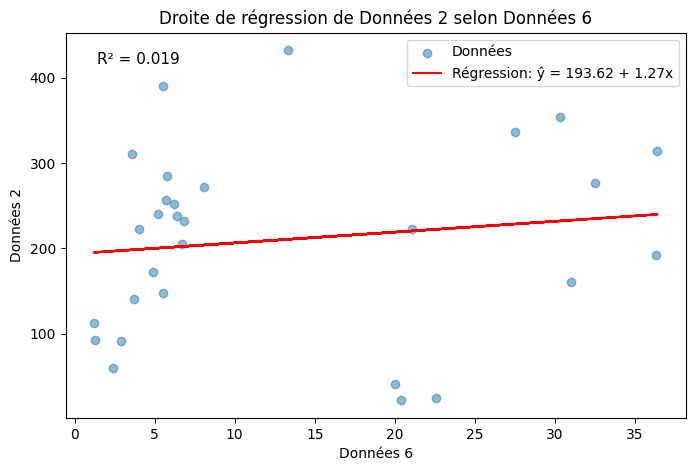 Droite de régression de Données 2 selon Données 6
R² = 0.019
Données
Régression: ŷ = 193.62 + 1.27x
Données 2
400
300
200
100
0
5
10
15
20
25
30
35
Données 6